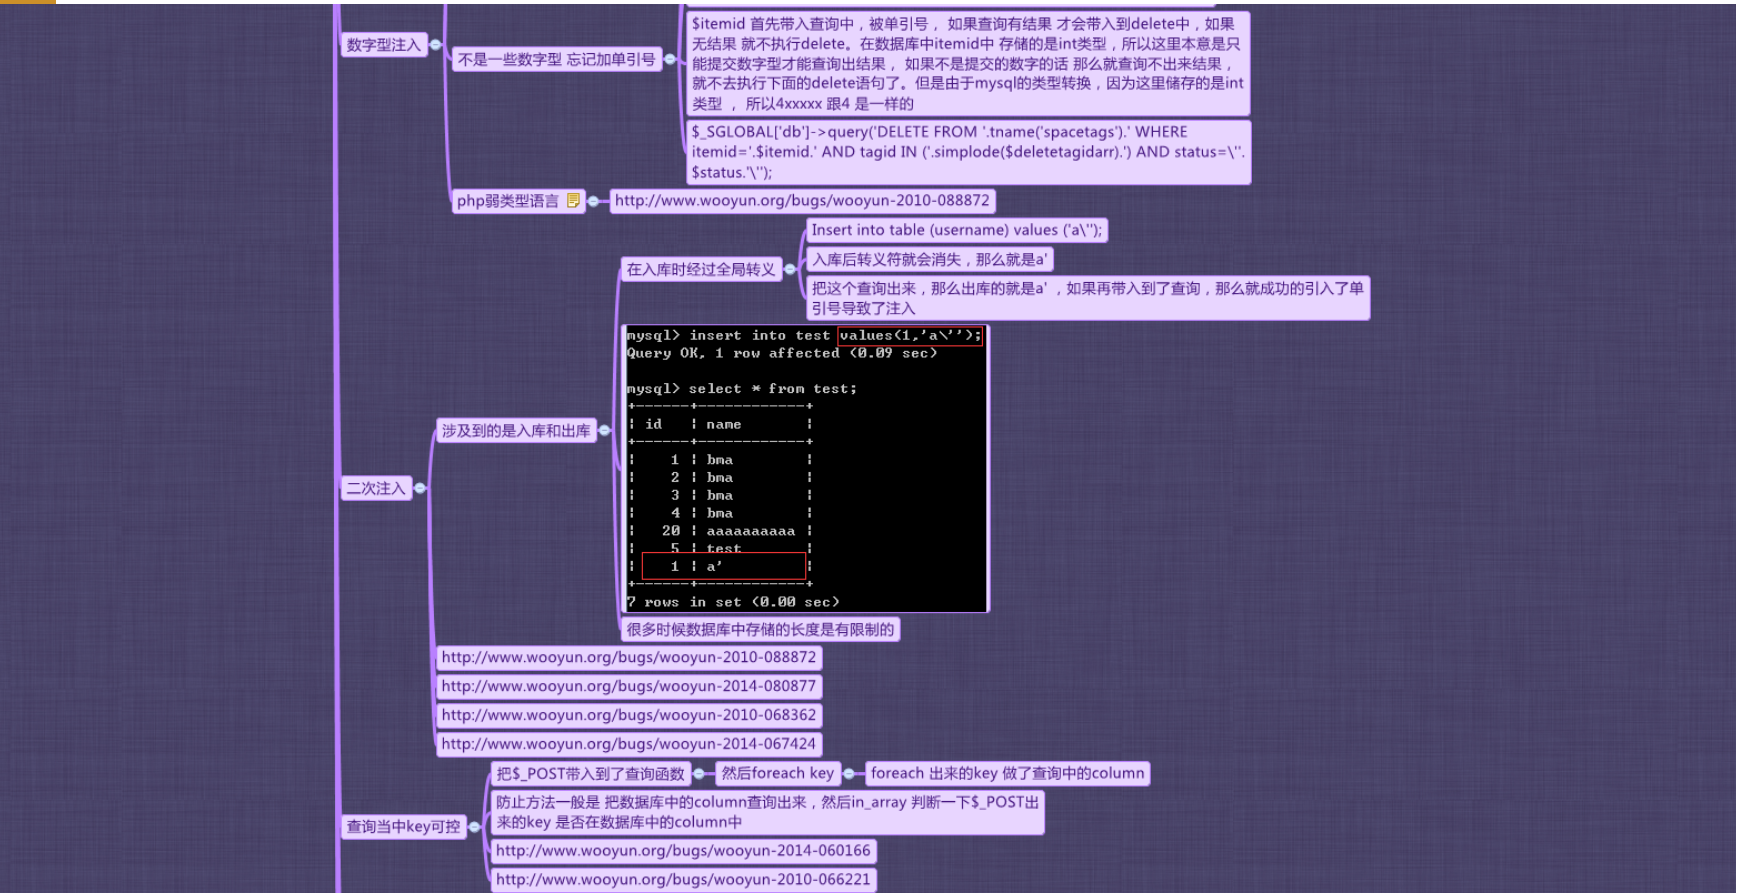 数字型注入
不是一些数字型 忘记加单引号
$itemid 首先带入查询中，被单引号， 如果查询有结果 才会带入到delete中，如果
无结果 就不执行delete。在数据库中itemid中 存储的是int类型，所以这里本意是只
能提交数字型才能查询出结果， 如果不是提交的数字的话 那么就查询不出来结果，
就不去执行下面的delete语句了。但是由于mysql的类型转换，因为这里储存的是int
类型 ， 所以4xxxxx 跟4 是一样的
$_SGLOBAL['db']->query('DELETE FROM '.tname('spacetags').' WHERE
itemid='.$itemid.' AND tagid IN ('.simplode($deletetagidarr).') AND status=\''.
$status.'\'');
php弱类型语言
http://www.wooyun.org/bugs/wooyun-2010-088872
二次注入
涉及到的是入库和出库
在入库时经过全局转义
Insert into table (username) values ('a\'');
入库后转义符就会消失，那么就是a'
把这个查询出来，那么出库的就是a' ，如果再带入到了查询，那么就成功的引入了单
引号导致了注入
mysql> insert into test values(1,'a\'');
Query OK, 1 row affected (0.09 sec)
mysql> select * from test;
+------+------------+
| id   | name       |
+------+------------+
|    1 | bma        |
|    2 | bma        |
|    3 | bma        |
|    4 | bma        |
|   20 | aaaaaaaaaa |
|    5 | test       |
|    1 | a'         |
+------+------------+
7 rows in set (0.00 sec)
很多时候数据库中存储的长度是有限制的
http://www.wooyun.org/bugs/wooyun-2010-088872
http://www.wooyun.org/bugs/wooyun-2014-080877
http://www.wooyun.org/bugs/wooyun-2010-068362
http://www.wooyun.org/bugs/wooyun-2014-067424
查询当中key可控
把$_POST带入到了查询函数
然后foreach key
foreach 出来的key 做了查询中的column
防止方法一般是 把数据库中的column查询出来，然后in_array 判断一下$_POST出
来的key 是否在数据库中的column中
http://www.wooyun.org/bugs/wooyun-2014-060166
http://www.wooyun.org/bugs/wooyun-2010-066221